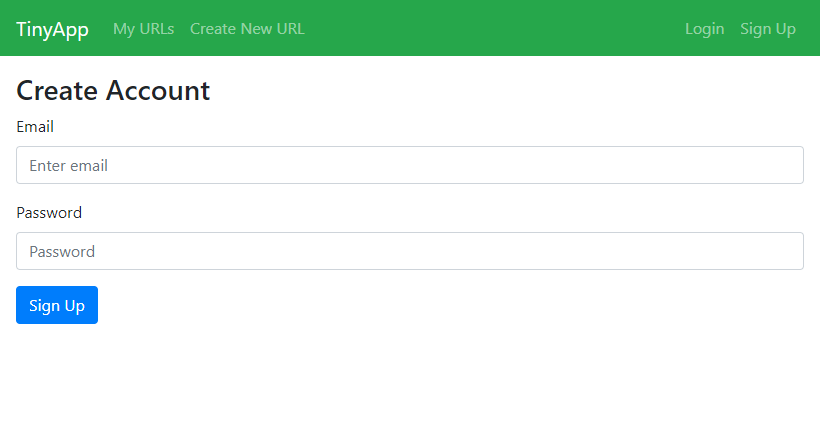 TinyApp My URLs Create New URL Login Sign Up
Create Account
Email
Enter email
Password
Password
Sign Up